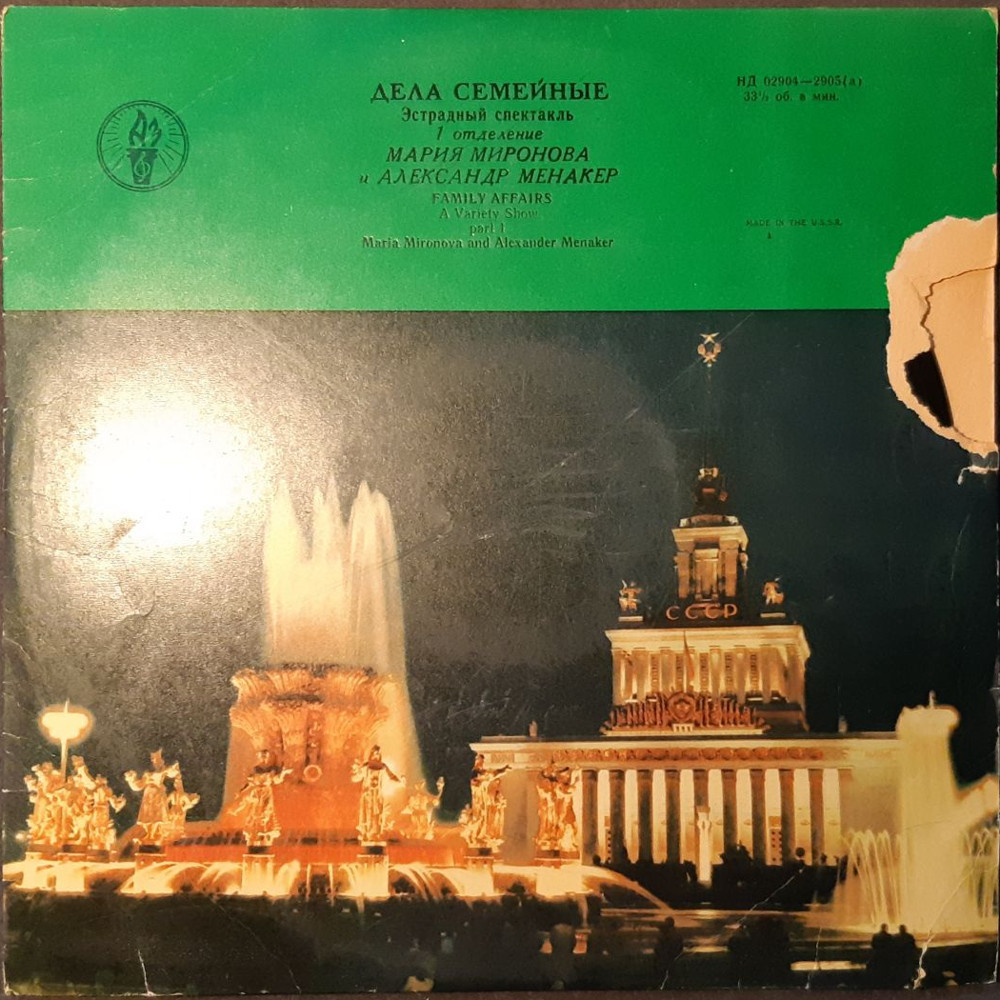 ДЕЛА СЕМЕЙНЫЕ
Эстрадный спектакль
1 отделение
МАРИЯ МИРОНОВА
и АЛЕКСАНДР МЕНАКЕР
FAMILY AFFAIRS
A Variety Show
part I
Maria Mironova and Alexander Menaker
НД 02904—2905(а)
33⅓ об. в мин.
MADE IN THE U.S.S.R.
СССР